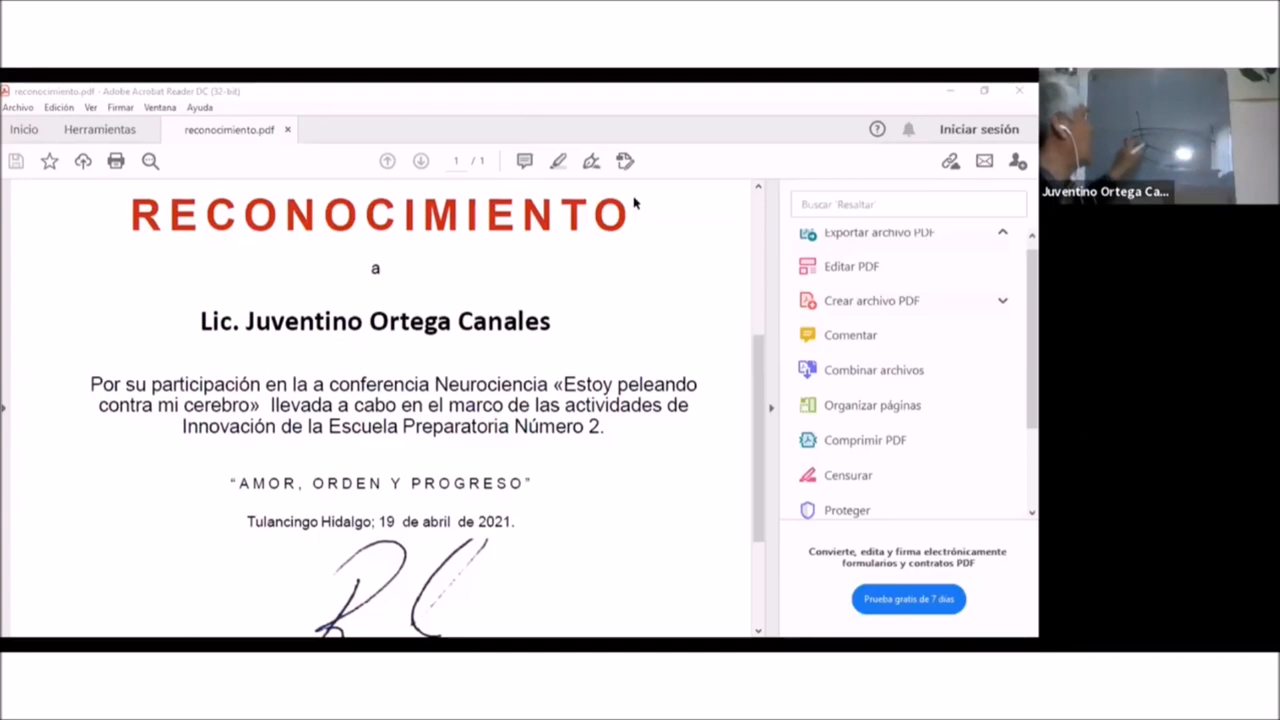 reconocimiento.pdf - Adobe Acrobat Reader DC (32-bit)
Archivo Edición Ver Firmar Ventana Ayuda
Inicio Herramientas reconocimiento.pdf × Iniciar sesión
1 / 1
RECONOCIMIENTO
a
Lic. Juventino Ortega Canales
Por su participación en la a conferencia Neurociencia «Estoy peleando
contra mi cerebro» llevada a cabo en el marco de las actividades de
Innovación de la Escuela Preparatoria Número 2.
“AMOR, ORDEN Y PROGRESO”
Tulancingo Hidalgo; 19 de abril de 2021.
Buscar 'Resaltar'
Exportar archivo PDF
Editar PDF
Crear archivo PDF
Comentar
Combinar archivos
Organizar páginas
Comprimir PDF
Censurar
Proteger
Convierte, edita y firma electrónicamente
formularios y contratos PDF
Prueba gratis de 7 días
Juventino Ortega Ca...